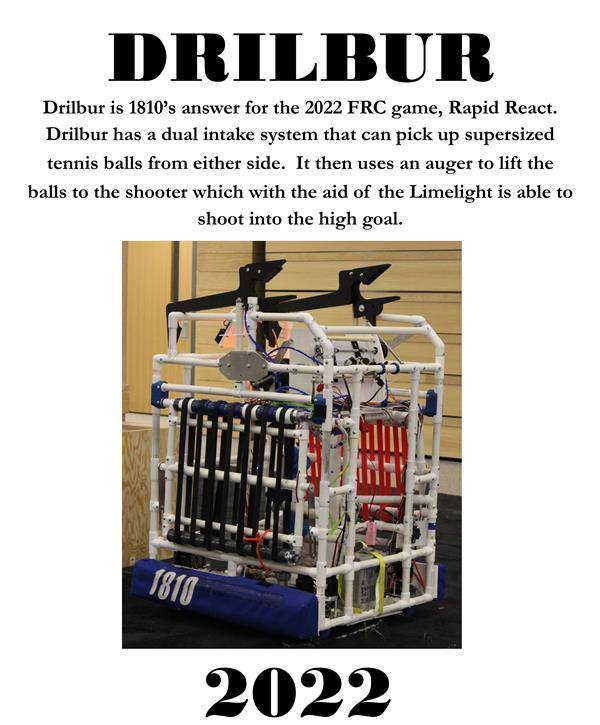 DRILBUR
Drilbur is 1810’s answer for the 2022 FRC game, Rapid React.
Drilbur has a dual intake system that can pick up supersized
tennis balls from either side.  It then uses an auger to lift the
balls to the shooter which with the aid of the Limelight is able to
shoot into the high goal.
1810
2022